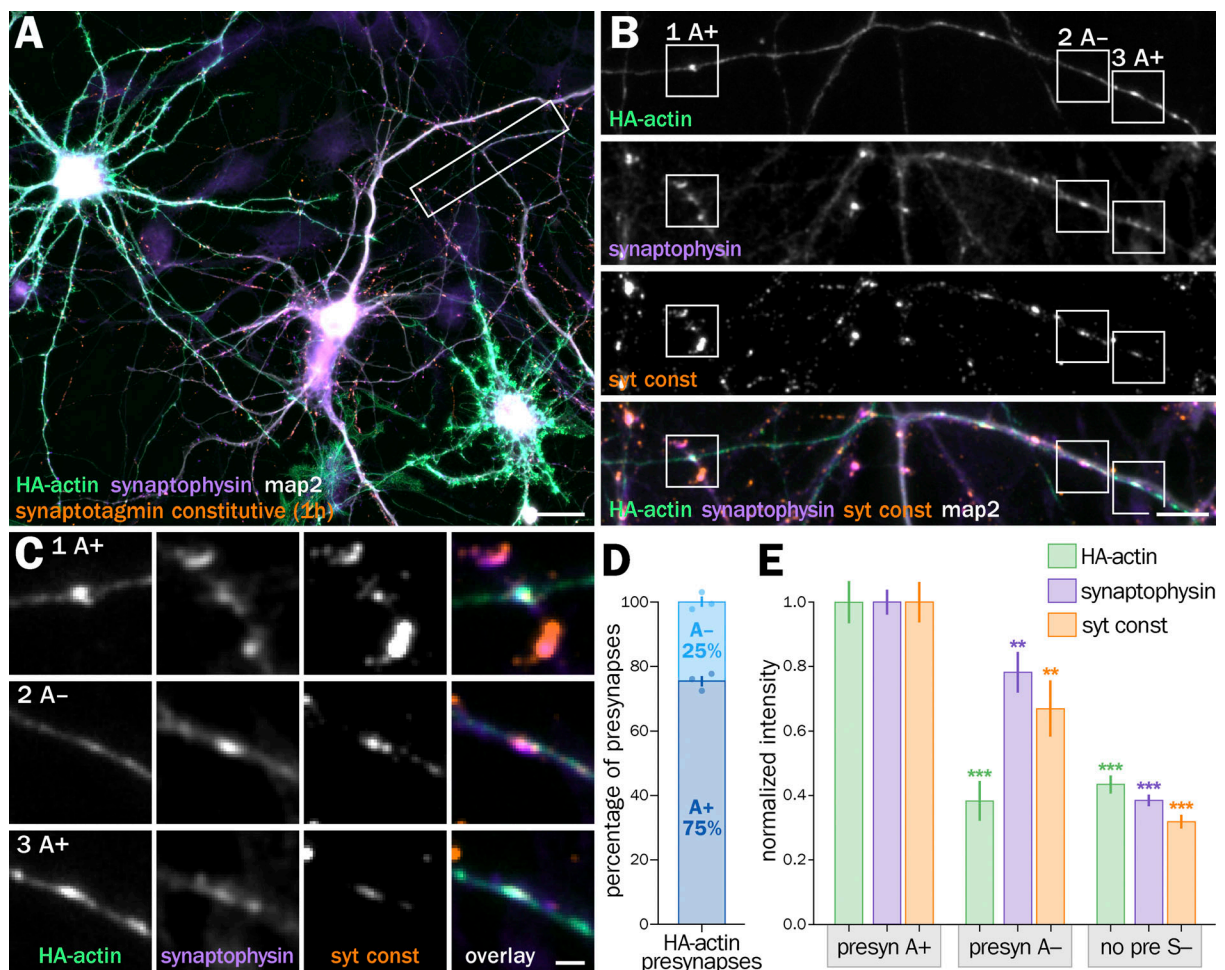 A
HA-actin synaptophysin map2
synaptotagmin constitutive (1h)
B
1 A+
2 A−
3 A+
HA-actin
synaptophysin
syt const
HA-actin synaptophysin syt const map2
C
1 A+
2 A−
3 A+
HA-actin
synaptophysin
syt const
overlay
D
percentage of presynapses
100
80
60
40
20
0
A−
25%
A+
75%
HA-actin
presynapses
E
HA-actin
synaptophysin
syt const
normalized intensity
1.0
0.8
0.6
0.4
0.2
0.0
***
**
**
***
***
***
presyn A+
presyn A−
no pre S−